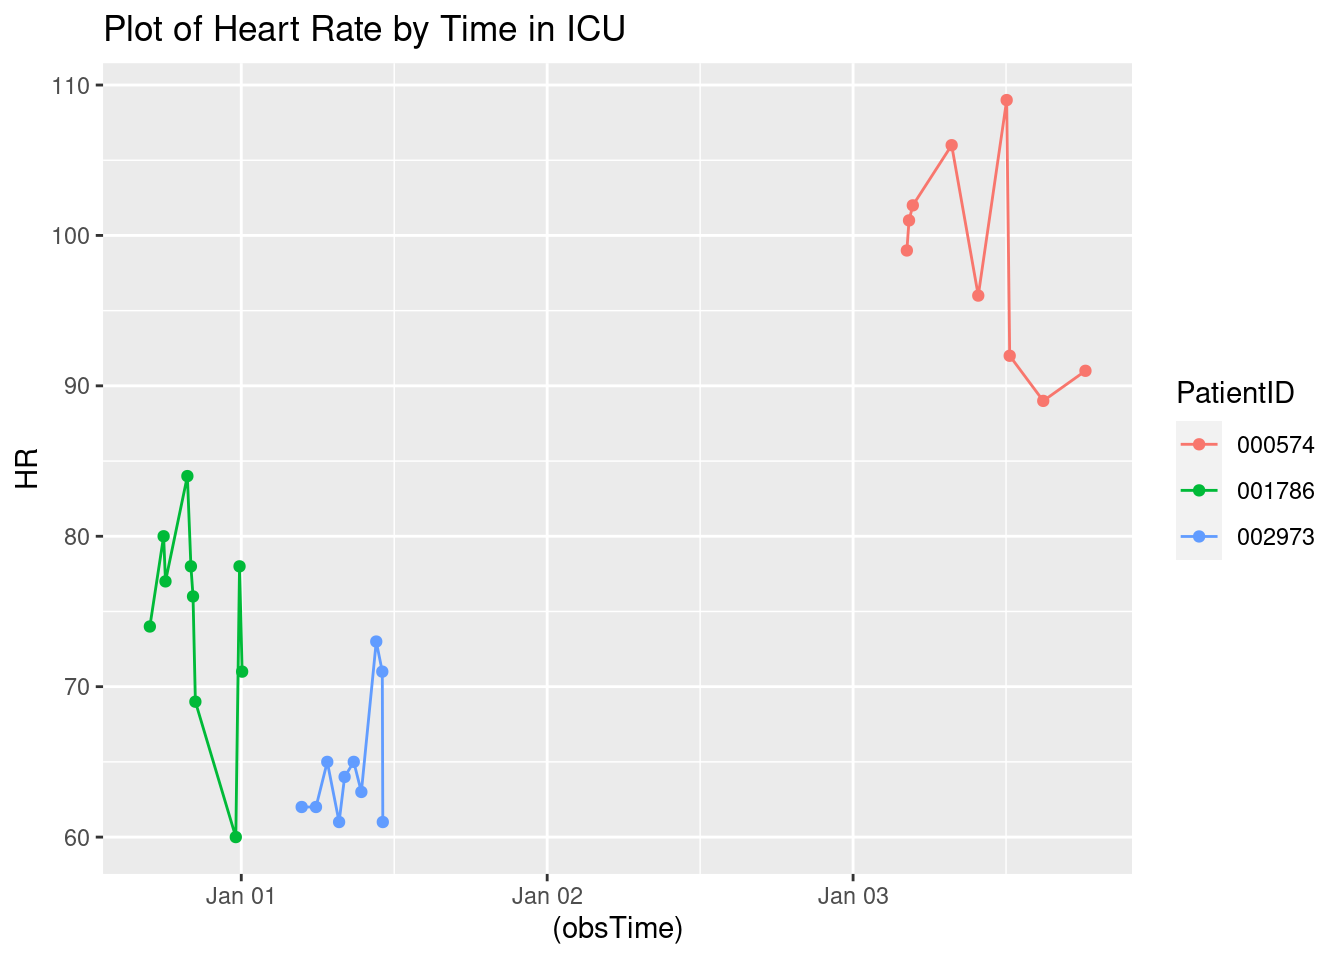 Plot of Heart Rate by Time in ICU
110
100
90
80
70
60
HR
Jan 01
Jan 02
Jan 03
(obsTime)
PatientID
000574
001786
002973